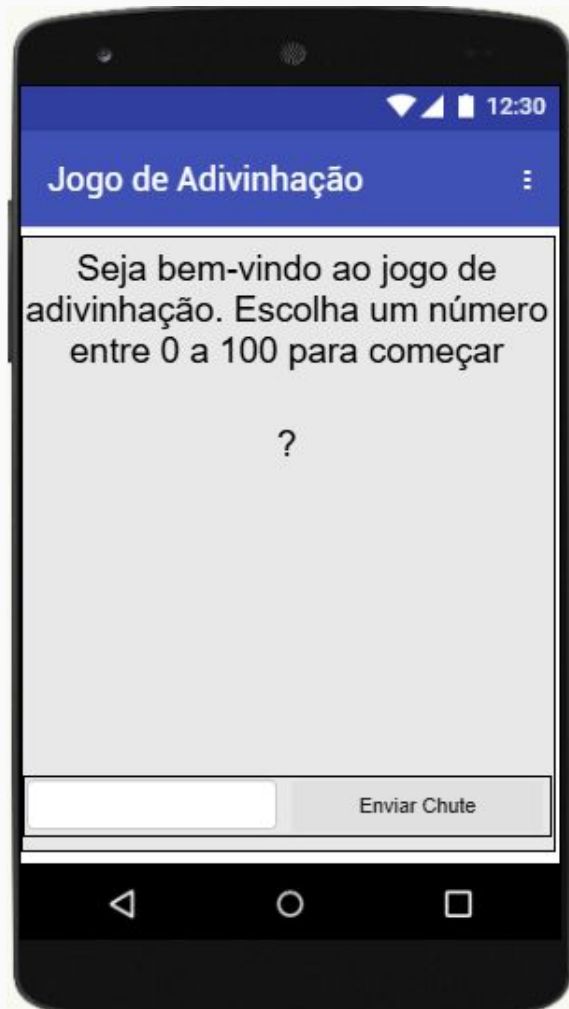 12:30
Jogo de Adivinhação
Seja bem-vindo ao jogo de
adivinhação. Escolha um número
entre 0 a 100 para começar
?
Enviar Chute